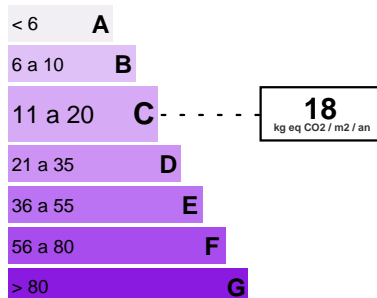 < 6 A
6 a 10 B
11 a 20 C
18
kg eq CO2 / m2 / an
21 a 35 D
36 a 55 E
56 a 80 F
> 80 G